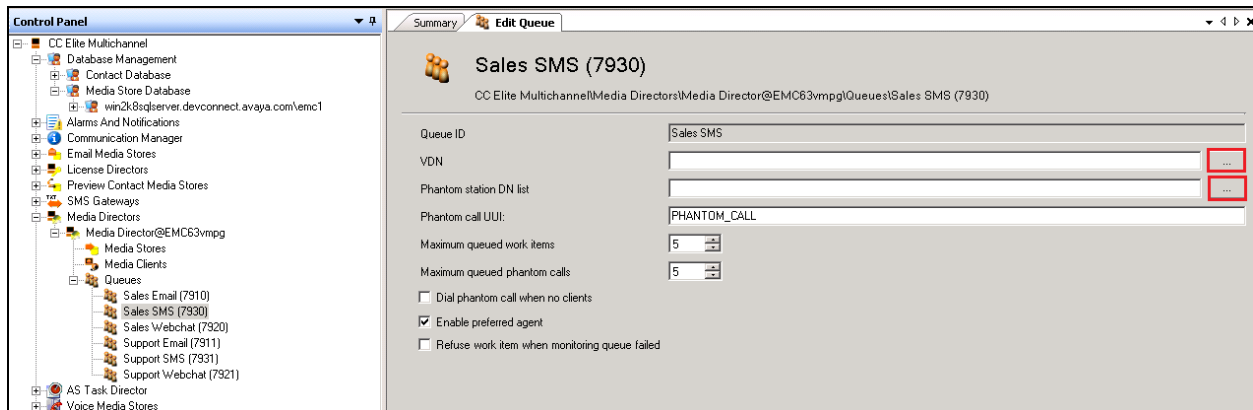 Control Panel
CC Elite Multichannel
Database Management
Contact Database
Media Store Database
win2k8sqlserver.devconnect.avaya.com\emc1
Alarms And Notifications
Communication Manager
Email Media Stores
License Directors
Preview Contact Media Stores
TXT
SMS Gateways
Media Directors
Media Director@EMC63vmpg
Media Stores
Media Clients
Queues
Sales Email (7910)
Sales SMS (7930)
Sales Webchat (7920)
Support Email (7911)
Support SMS (7931)
Support Webchat (7921)
AS Task Director
Voice Media Stores
Summary
Edit Queue
Sales SMS (7930)
CC Elite Multichannel\Media Directors\Media Director@EMC63vmpg\Queues\Sales SMS (7930)
Queue ID
Sales SMS
VDN
...
Phantom station DN list
...
Phantom call UUI:
PHANTOM_CALL
Maximum queued work items
5
Maximum queued phantom calls
5
Dial phantom call when no clients
Enable preferred agent
Refuse work item when monitoring queue failed